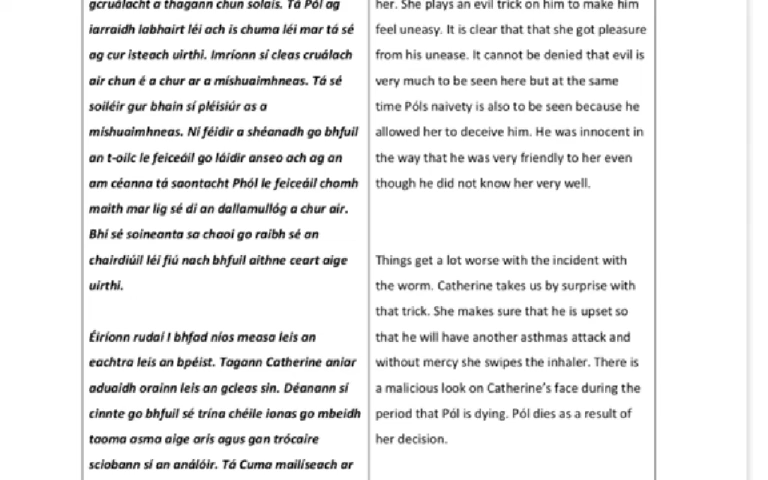 gcruálacht a thagann chun solais. Tá Pól ag
iarraidh labhairt léi ach is chuma léi mar tá sé
ag cur isteach uirthi. Imríonn sí cleas cruálach
air chun é a chur ar a míshuaimhneas. Tá sé
soiléir gur bhain sí pléisiúr as a
míshuaimhneas. Ní féidir a shéanadh go bhfuil
an t-oilc le feiceáil go láidir anseo ach ag an
am céanna tá saontacht Phól le feiceáil chomh
maith mar lig sé di an dallamullóg a chur air.
Bhí sé soineanta sa chaoi go raibh sé an
chairdiúil léi fiú nach bhfuil aithne ceart aige
uirthi.
Éiríonn rudaí I bhfad níos measa leis an
eachtra leis an bpéist. Tagann Catherine aniar
aduaidh orainn leis an gcleas sin. Déanann sí
cinnte go bhfuil sé trína chéile ionas go mbeidh
taoma asma aige arís agus gan trócaire
sciobann sí an análóir. Tá Cuma mailíseach ar
her. She plays an evil trick on him to make him
feel uneasy. It is clear that that she got pleasure
from his unease. It cannot be denied that evil is
very much to be seen here but at the same
time Póls naivety is also to be seen because he
allowed her to deceive him. He was innocent in
the way that he was very friendly to her even
though he did not know her very well.
Things get a lot worse with the incident with
the worm. Catherine takes us by surprise with
that trick. She makes sure that he is upset so
that he will have another asthmas attack and
without mercy she swipes the inhaler. There is
a malicious look on Catherine's face during the
period that Pól is dying. Pól dies as a result of
her decision.